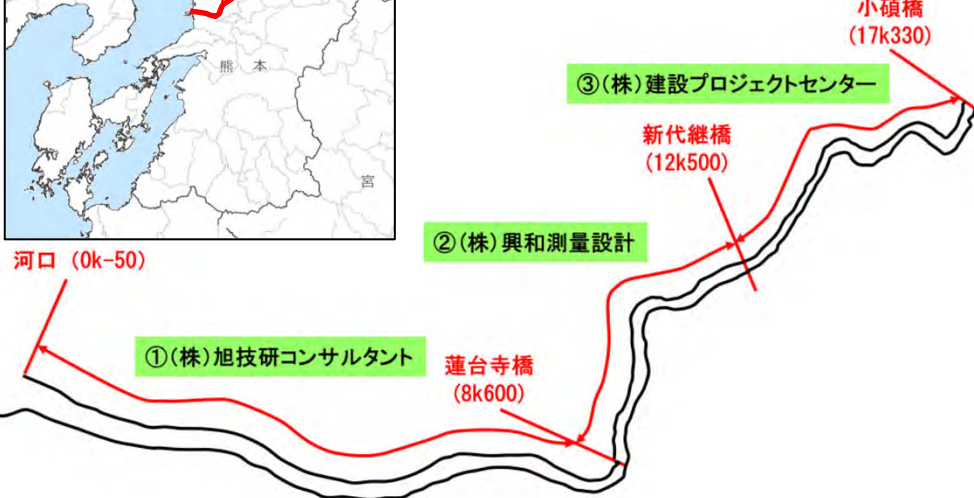 小磧橋
(17k330)
熊 本
③(株)建設プロジェクトセンター
新代継橋
(12k500)
宮
②(株)興和測量設計
河口 (0k-50)
①(株)旭技研コンサルタント
蓮台寺橋
(8k600)